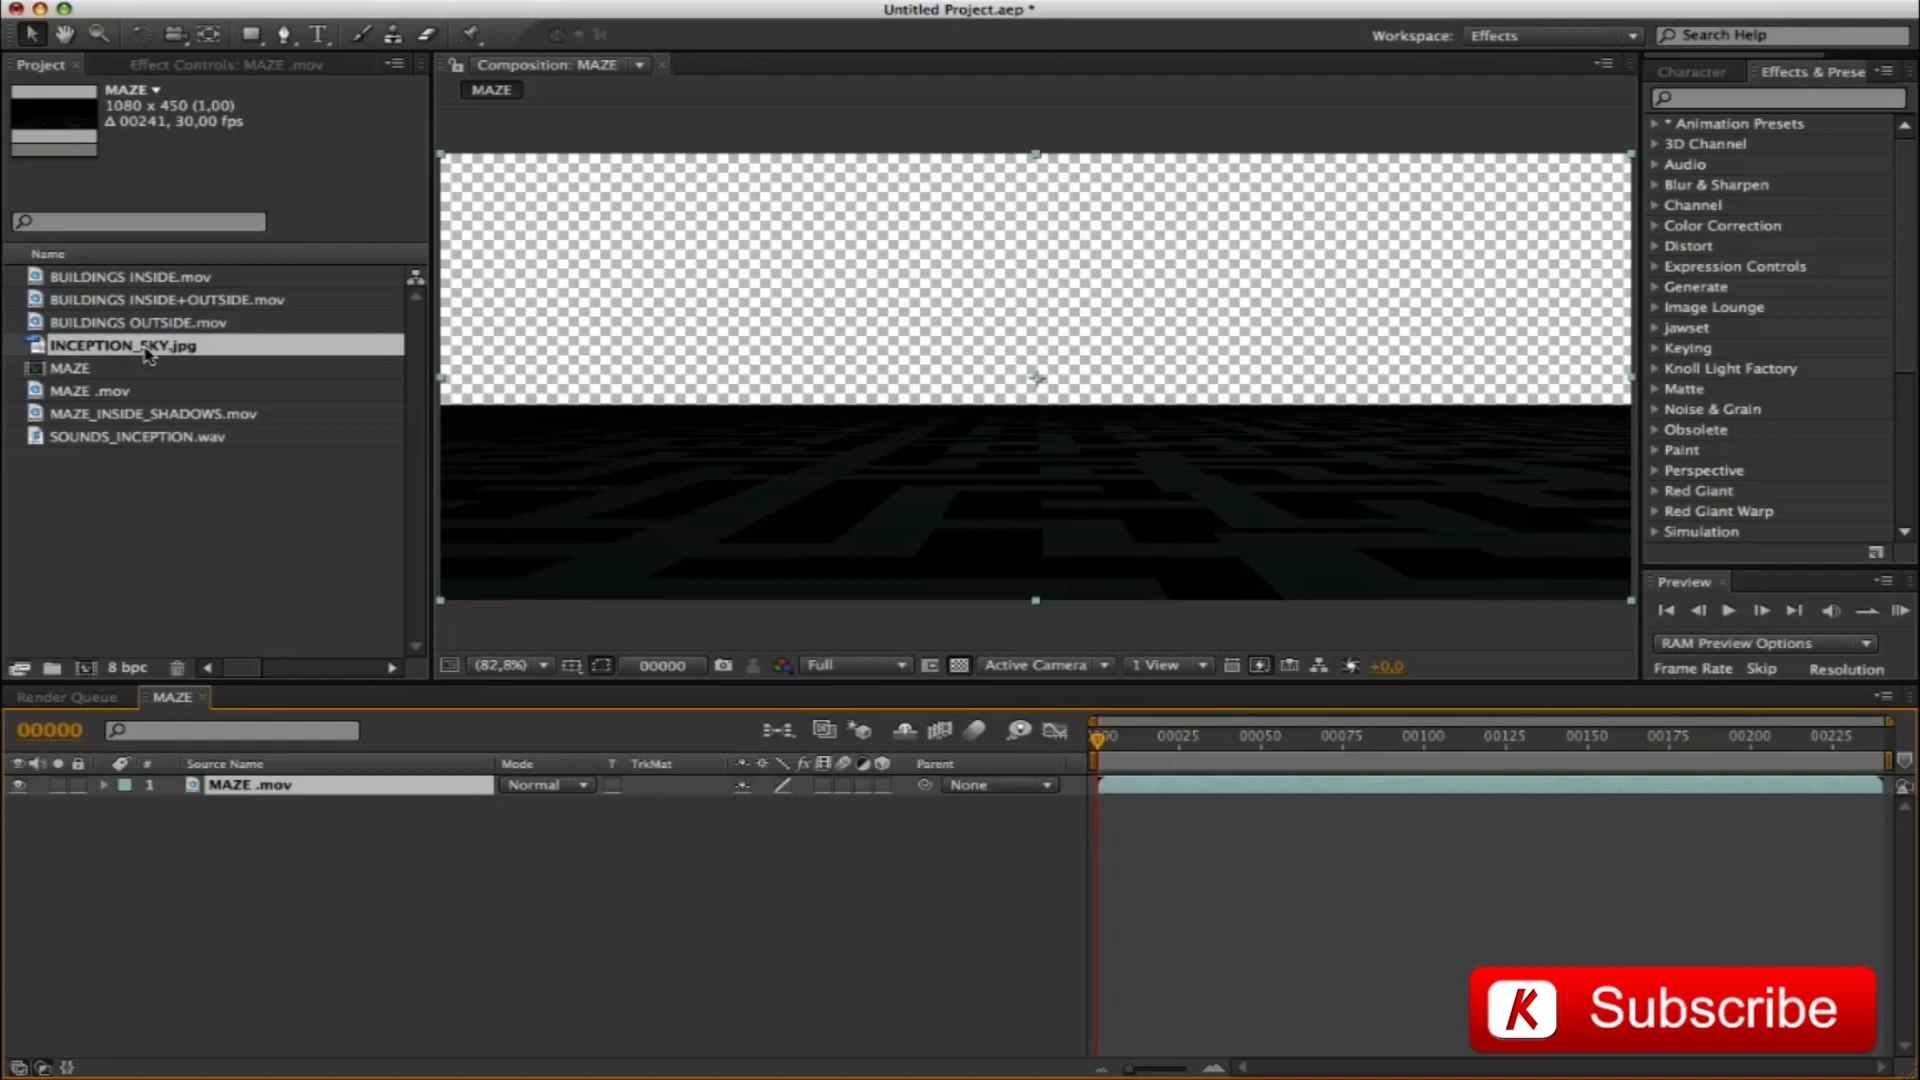 Untitled Project.aep *
Workspace: Effects
Search Help
Project
Effect Controls: MAZE .mov
Composition: MAZE
Character
Effects & Prese
MAZE
1080 x 450 (1,00)
Δ 00241, 30,00 fps
MAZE
Name
BUILDINGS INSIDE.mov
BUILDINGS INSIDE+OUTSIDE.mov
BUILDINGS OUTSIDE.mov
INCEPTION_SKY.jpg
MAZE
MAZE .mov
MAZE_INSIDE_SHADOWS.mov
SOUNDS_INCEPTION.wav
8 bpc
* Animation Presets
3D Channel
Audio
Blur & Sharpen
Channel
Color Correction
Distort
Expression Controls
Generate
Image Lounge
jawset
Keying
Knoll Light Factory
Matte
Noise & Grain
Obsolete
Paint
Perspective
Red Giant
Red Giant Warp
Simulation
Preview
RAM Preview Options
Frame Rate Skip Resolution
(82,8%) 00000 Full Active Camera 1 View +0,0
Render Queue
MAZE
00000
00025 00050 00075 00100 00125 00150 00175 00200 00225
# Source Name Mode T TrkMat fx Parent
1 MAZE .mov Normal None
K Subscribe